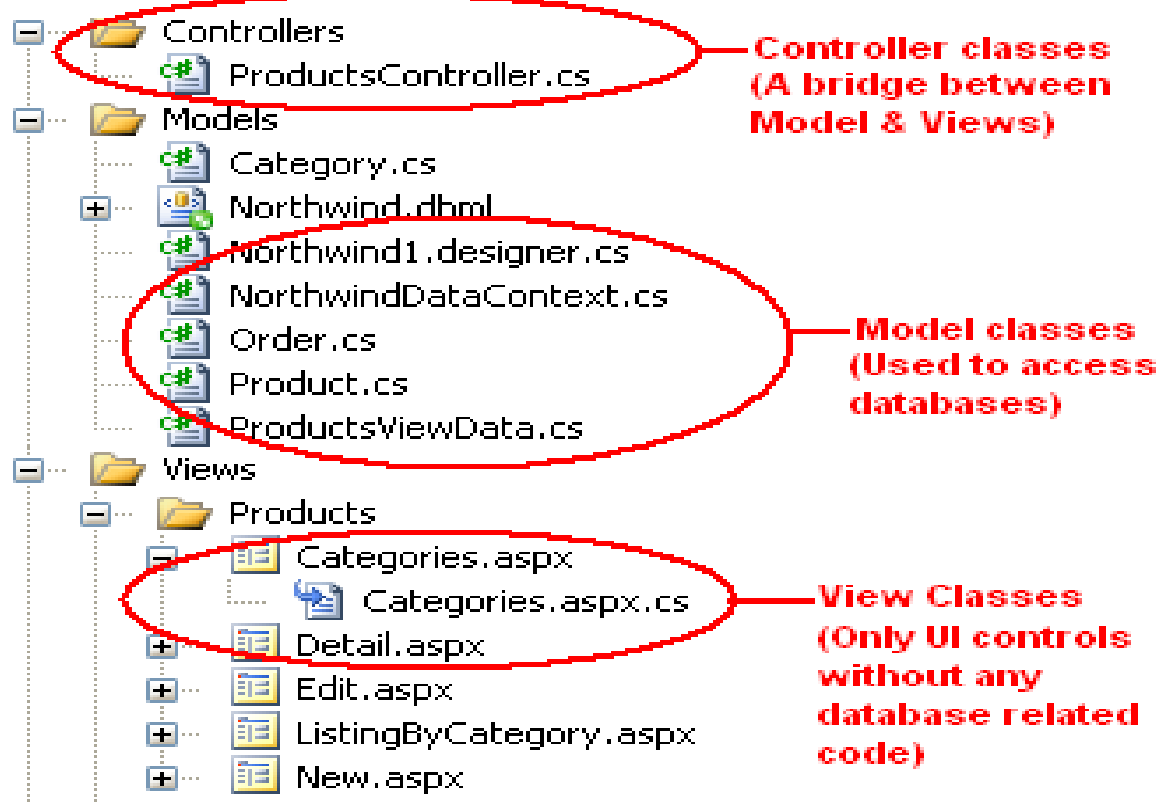 Controllers
ProductsController.cs
Controller classes
(A bridge between
Model & Views)
Models
Category.cs
Northwind.dbml
Northwind1.designer.cs
NorthwindDataContext.cs
Order.cs
Product.cs
ProductsViewData.cs
Model classes
(Used to access
databases)
Views
Products
Categories.aspx
Categories.aspx.cs
Detail.aspx
Edit.aspx
ListingByCategory.aspx
New.aspx
View Classes
(Only UI controls
without any
database related
code)